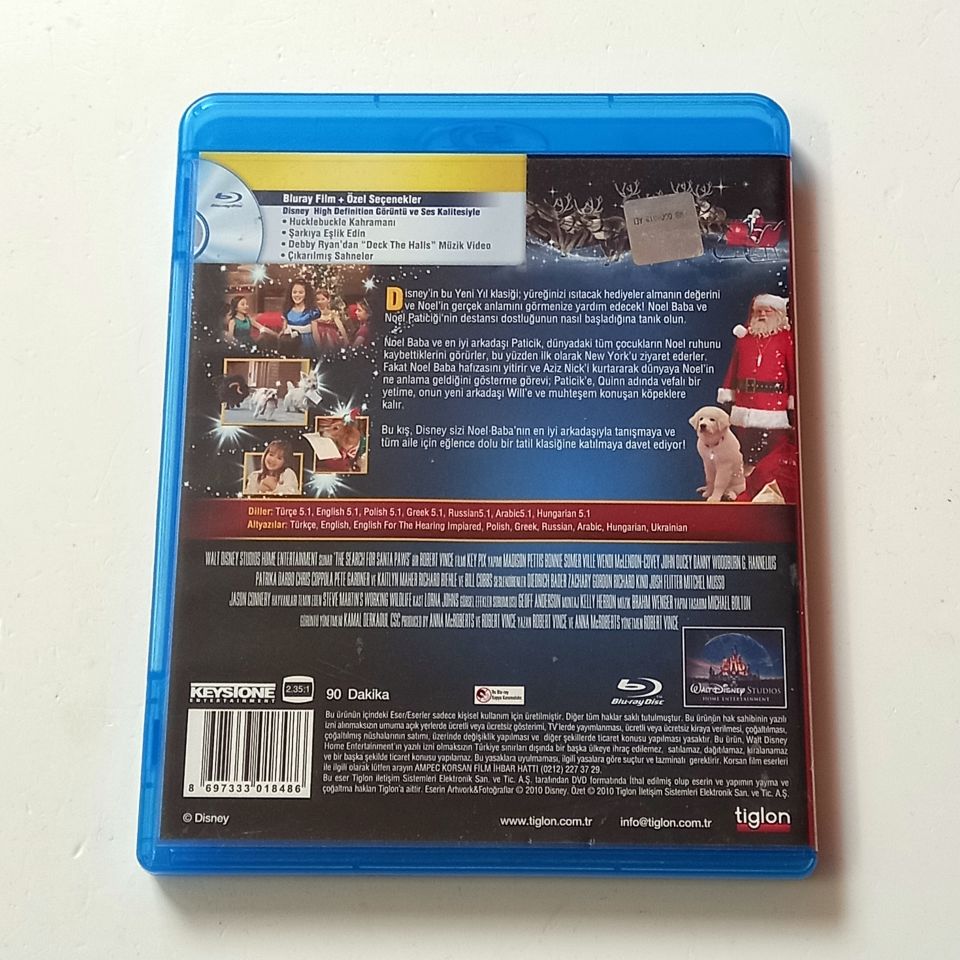 Blu-ray Disc
Bluray Film + Özel Seçenekler
Disney High Definition Görüntü ve Ses Kalitesiyle
• Hucklebuckle Kahramanı
• Şarkıya Eşlik Edin
• Debby Ryan'dan "Deck The Halls" Müzik Video
• Çıkarılmış Sahneler
Disney'in bu Yeni Yıl klasiği; yüreğinizi ısıtacak hediyeler almanın değerini
ve Noel'in gerçek anlamını görmenize yardım edecek! Noel Baba ve
Noel Paticiği'nin destansı dostluğunun nasıl başladığına tanık olun.
Noel Baba ve en iyi arkadaşı Paticik, dünyadaki tüm çocukların Noel ruhunu
kaybettiklerini görürler, bu yüzden ilk olarak New York'u ziyaret ederler.
Fakat Noel Baba hafızasını yitirir ve Aziz Nick'i kurtararak dünyaya Noel'in
ne anlama geldiğini gösterme görevi; Paticik'e, Quinn adında vefalı bir
yetime, onun yeni arkadaşı Will'e ve muhteşem konuşan köpeklere
kalır.
Bu kış, Disney sizi Noel Baba'nın en iyi arkadaşıyla tanışmaya ve
tüm aile için eğlence dolu bir tatil klasiğine katılmaya davet ediyor!
Diller: Türçe 5.1, English 5.1, Polish 5.1, Greek 5.1, Russian5.1, Arabic5.1, Hungarian 5.1
Altyazılar: Türkçe, English, English For The Hearing Impiared, Polish, Greek, Russian, Arabic, Hungarian, Ukrainian
WALT DISNEY STUDIOS HOME ENTERTAINMENT SUNAR "THE SEARCH FOR SANTA PAWS" BİR ROBERT VINCE FİLMİ KEY PIX YAPIMI MADISON PETTIS BONNIE SOMERVILLE WENDI McLENDON-COVEY JOHN DUCEY DANNY WOODBURN G. HANNELIUS
PATRIKA DARBO CHRIS COPPOLA PETE GARDNER VE KAITLYN MAHER RICHARD RIEHLE VE BILL COBBS SESLENDİRENLER DIEDRICH BADER ZACHARY GORDON RICHARD KIND JOSH FLITTER MITCHEL MUSSO
JASON CONNERY HAYVANLARI TEMİN EDEN STEVE MARTIN'S WORKING WILDLIFE KAST LORNA JOHNS GÖRSEL EFEKLER SORUMLUSU GEOFF ANDERSON MONTAJ KELLY HERRON MÜZİK BRAHM WENGER YAPIM TASARIM MICHAEL BOLTON
GÖRÜNTÜ YÖNETMENİ KAMAL DERKAOUI, CSC PRODUCED BY ANNA McROBERTS VE ROBERT VINCE YAZAN ROBERT VINCE VE ANNA McROBERTS YÖNETMEN ROBERT VINCE
WALT DISNEY STUDIOS
HOME ENTERTAINMENT
KEYSTONE
ENTERTAINMENT
2.35:1
90 Dakika
Blu-ray Disc
Bu ürünün içindeki Eser/Eserler sadece kişisel kullanım için üretilmiştir. Diğer tüm haklar saklı tutulmuştur. Bu ürünün hak sahibinin yazılı
izni alınmaksızın umuma açık yerlerde ücretli veya ücretsiz gösterimi, TV'lerde yayımlanması, ücretli veya ücretsiz kiraya verilmesi, çoğaltılması,
çoğaltılmış nüshalarının satımı, üzerinde değişiklik yapılması ve diğer şekillerde ticaret konusu yapılması yasaktır. Bu ürün, Walt Disney
Home Entertainment'ın yazılı izni olmaksızın Türkiye sınırları dışında bir başka ülkeye ihraç edilemez, satılamaz, dağıtılamaz, kiralanamaz
ve bir başka şekilde ticaret konusu yapılamaz. Bu yasaklara uyulmaması, ilgili yasalara göre suçtur ve tazminatı gerektirir. Korsan film eserleri
ile ilgili olarak lütfen arayın AMPEC KORSAN FİLM İHBAR HATTI (0212) 227 37 29.
Bu eser Tiglon iletişim Sistemleri Elektronik San. ve Tic. A.Ş. tarafından DVD formatında İthal edilmiş olup eserin ve yapımın yayma ve
çoğaltma hakları Tiglon'a aittir. Eserin Artwork&Fotoğraflar © 2010 Disney. Özet © 2010 Tiglon İletişim Sistemleri Elektronik San. ve Tic. A.Ş.
8 697333 018486
© Disney
www.tiglon.com.tr
info@tiglon.com.tr
tiglon